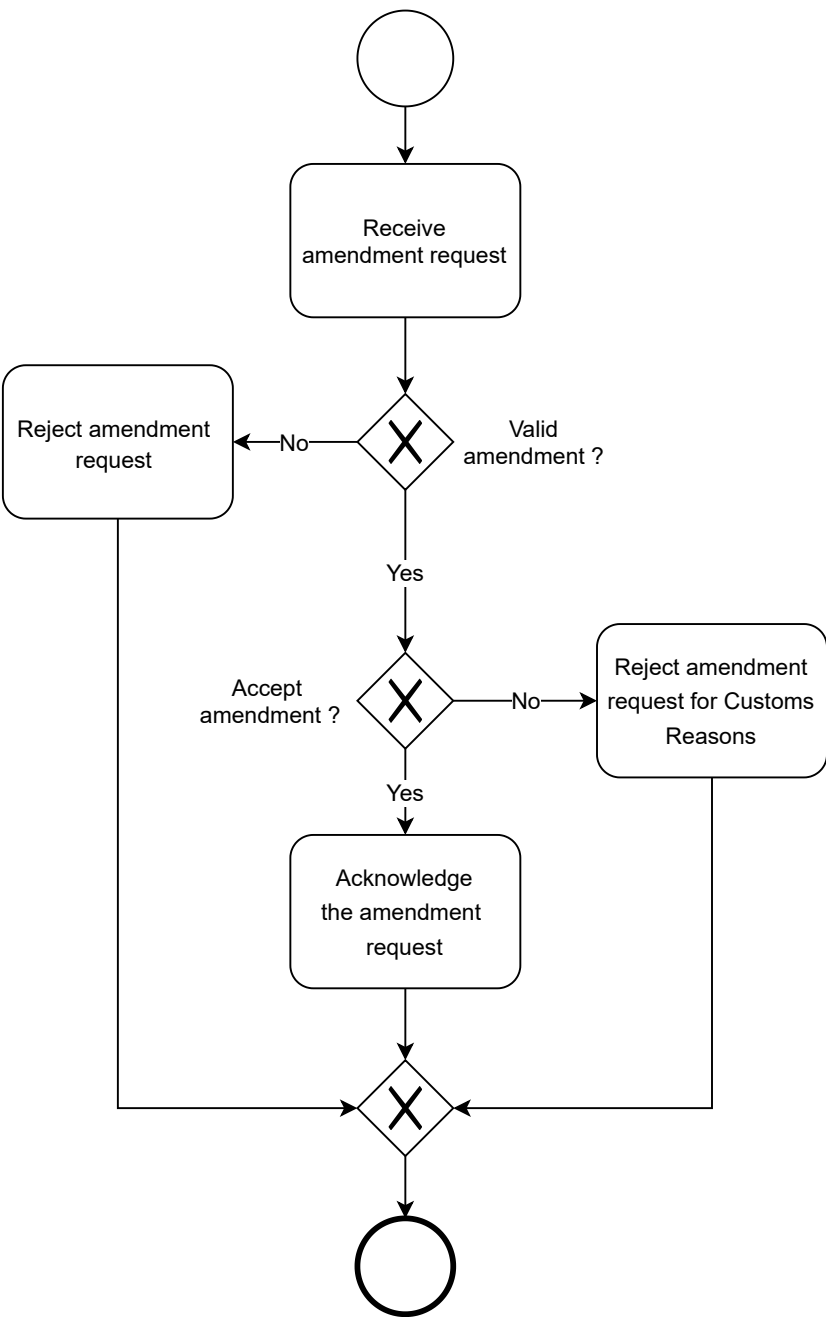 Receive
amendment request
Reject amendment
request
No
Valid
amendment ?
Yes
Accept
amendment ?
No
Reject amendment
request for Customs
Reasons
Yes
Acknowledge
the amendment
request